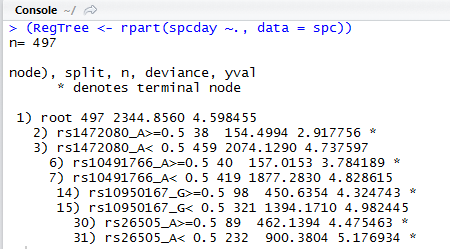 Console ~/
> (RegTree <- rpart(spcday ~., data = spc))
n= 497
node), split, n, deviance, yval
* denotes terminal node
1) root 497 2344.8560 4.598455
2) rs1472080_A>=0.5 38 154.4994 2.917756 *
3) rs1472080_A< 0.5 459 2074.1290 4.737597
6) rs10491766_A>=0.5 40 157.0153 3.784189 *
7) rs10491766_A< 0.5 419 1877.2830 4.828615
14) rs10950167_G>=0.5 98 450.6354 4.324743 *
15) rs10950167_G< 0.5 321 1394.1710 4.982445
30) rs26505_A>=0.5 89 462.1394 4.475463 *
31) rs26505_A< 0.5 232 900.3804 5.176934 *